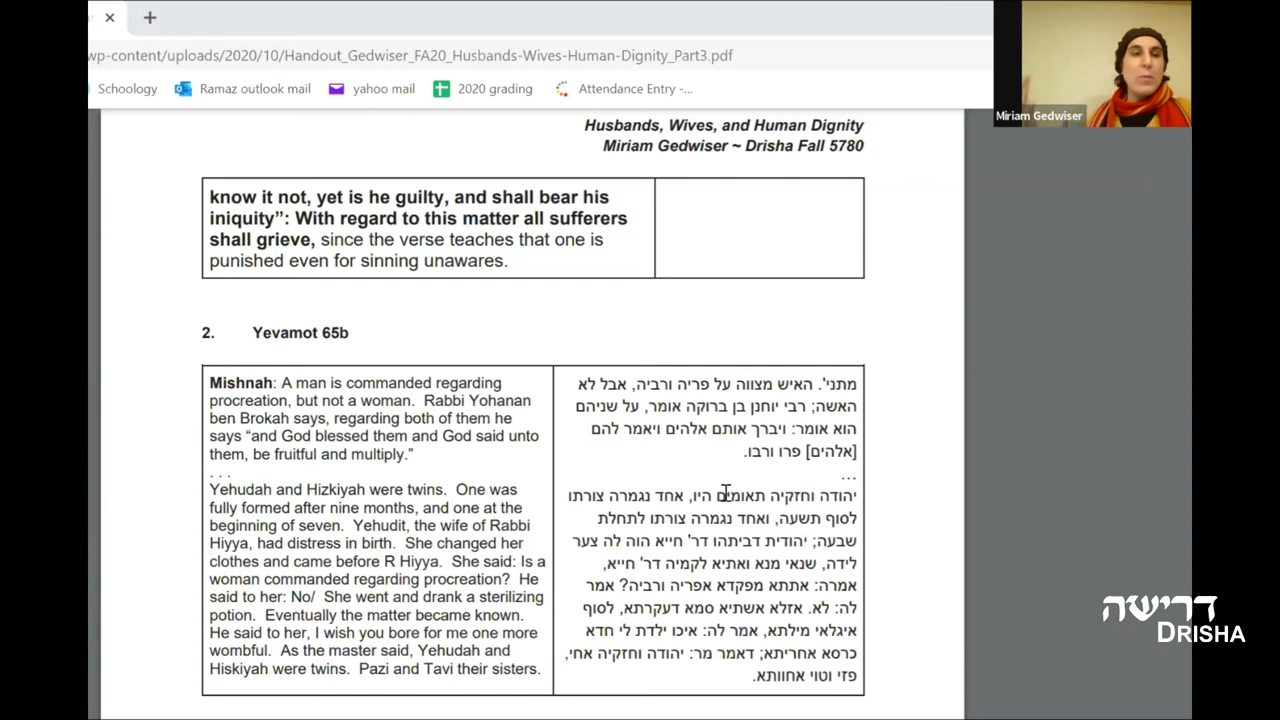 wp-content/uploads/2020/10/Handout_Gedwiser_FA20_Husbands-Wives-Human-Dignity_Part3.pdf
Schoology Ramaz outlook mail yahoo mail 2020 grading Attendance Entry -...
Miriam Gedwiser
Husbands, Wives, and Human Dignity
Miriam Gedwiser ~ Drisha Fall 5780
know it not, yet is he guilty, and shall bear his
iniquity”: With regard to this matter all sufferers
shall grieve, since the verse teaches that one is
punished even for sinning unawares.
2. Yevamot 65b
Mishnah: A man is commanded regarding
procreation, but not a woman. Rabbi Yohanan
ben Brokah says, regarding both of them he
says “and God blessed them and God said unto
them, be fruitful and multiply.”
. . .
Yehudah and Hizkiyah were twins. One was
fully formed after nine months, and one at the
beginning of seven. Yehudit, the wife of Rabbi
Hiyya, had distress in birth. She changed her
clothes and came before R Hiyya. She said: Is a
woman commanded regarding procreation? He
said to her: No/ She went and drank a sterilizing
potion. Eventually the matter became known.
He said to her, I wish you bore for me one more
wombful. As the master said, Yehudah and
Hiskiyah were twins. Pazi and Tavi their sisters.
מתני'. האיש מצווה על פריה ורביה, אבל לא
האשה; רבי יוחנן בן ברוקה אומר, על שניהם
הוא אומר: ויברך אותם אלהים ויאמר להם
[אלהים] פרו ורבו.
...
יהודה וחזקיה תאומים היו, אחד נגמרה צורתו
לסוף תשעה, ואחד נגמרה צורתו לתחלת
שבעה; יהודית דביתהו דר' חייא הוה לה צער
לידה, שנאי מנא ואתיא לקמיה דר' חייא,
אמרה: אתתא מפקדא אפריה ורביה? אמר
לה: לא. אזלא אשתיא סמא דעקרתא, לסוף
איגלאי מילתא, אמר לה: איכו ילדת לי חדא
כרסא אחריתא; דאמר מר: יהודה וחזקיה אחי,
פזי וטוי אחוותא.
דרישה
DRISHA